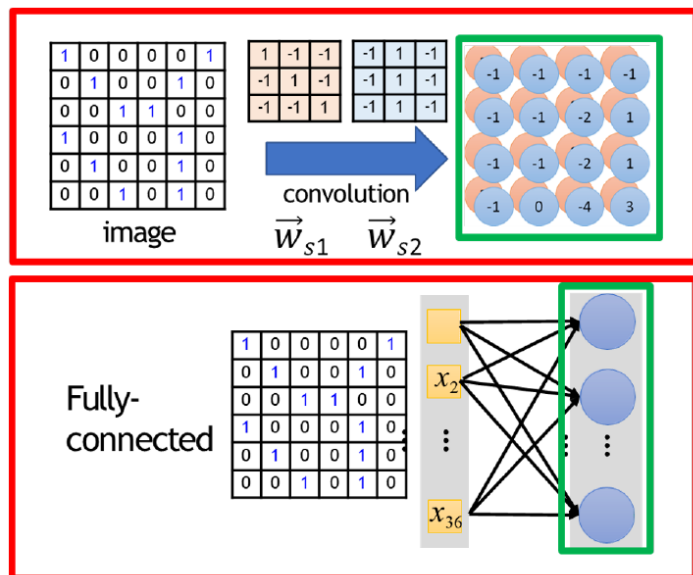 1 0 0 0 0 1
0 1 0 0 1 0
0 0 1 1 0 0
1 0 0 0 1 0
0 1 0 0 1 0
0 0 1 0 1 0
image
1 -1 -1
-1 1 -1
-1 -1 1
-1 1 -1
-1 1 -1
-1 1 -1
convolution
w⃗s1 w⃗s2
-1 -1 -1 -1
-1 -1 -2 1
-1 -1 -2 1
-1 0 -4 3
Fully-
connected
1 0 0 0 0 1
0 1 0 0 1 0
0 0 1 1 0 0
1 0 0 0 1 0
0 1 0 0 1 0
0 0 1 0 1 0
x2
x36